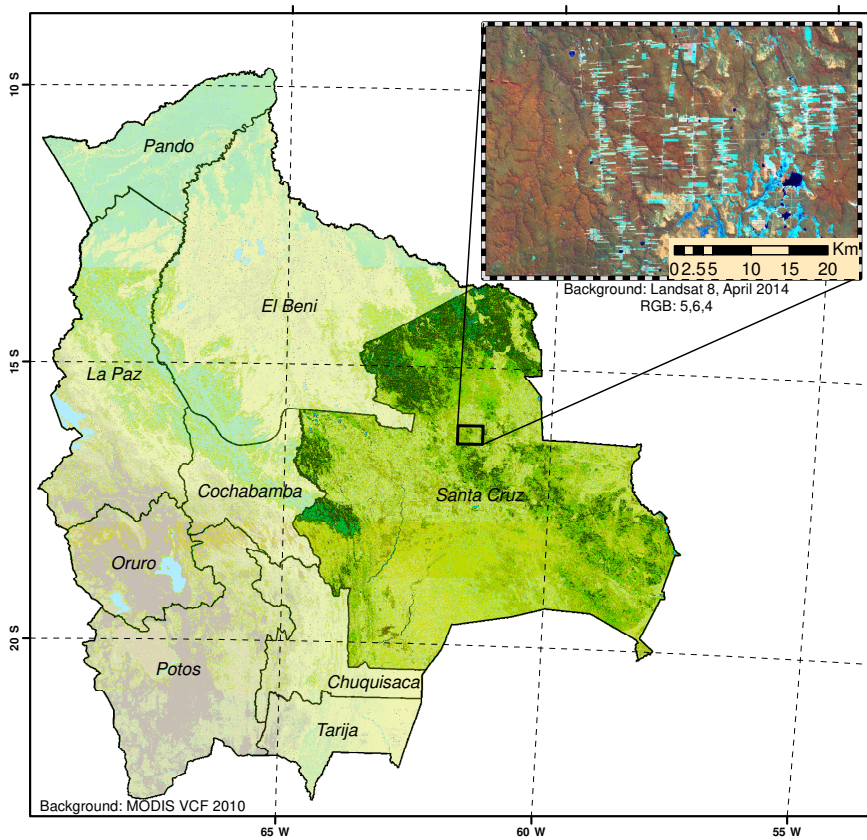 10 S
Pando
Km
0 2.5 5 10 15 20
Background: Landsat 8, April 2014
RGB: 5,6,4
El Beni
15 S
La Paz
Cochabamba
Santa Cruz
Oruro
20 S
Potos
Chuquisaca
Tarija
Background: MODIS VCF 2010
65 W
60 W
55 W